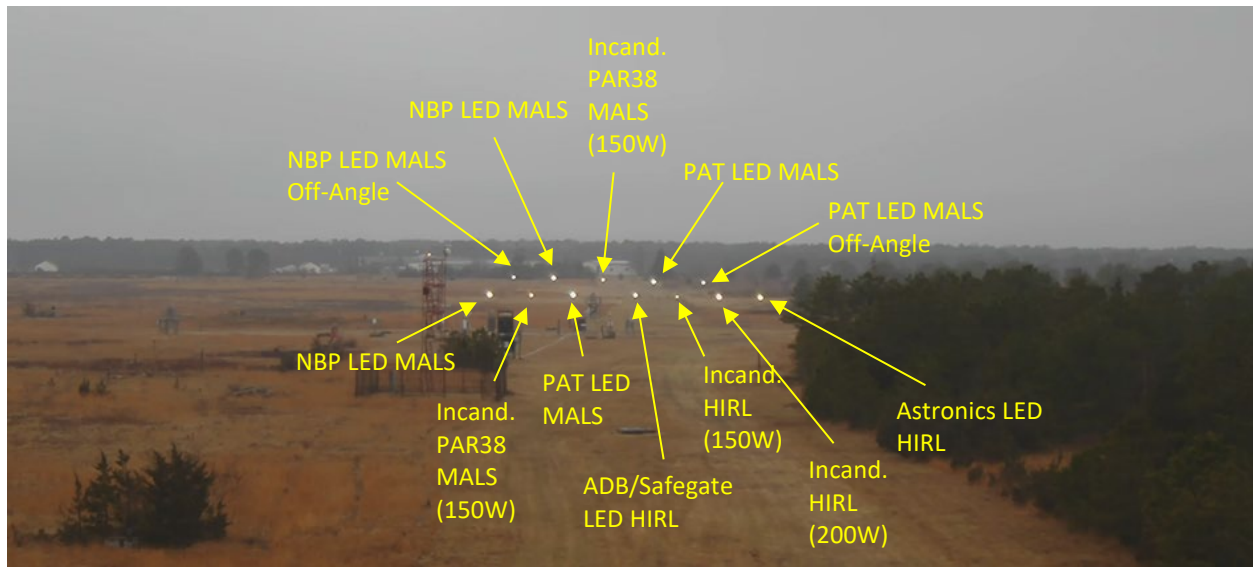 Incand.
PAR38
MALS
(150W)
NBP LED MALS
NBP LED MALS
Off-Angle
PAT LED MALS
PAT LED MALS
Off-Angle
NBP LED MALS
Incand.
PAR38
MALS
(150W)
PAT LED
MALS
ADB/Safegate
LED HIRL
Incand.
HIRL
(150W)
Incand.
HIRL
(200W)
Astronics LED
HIRL